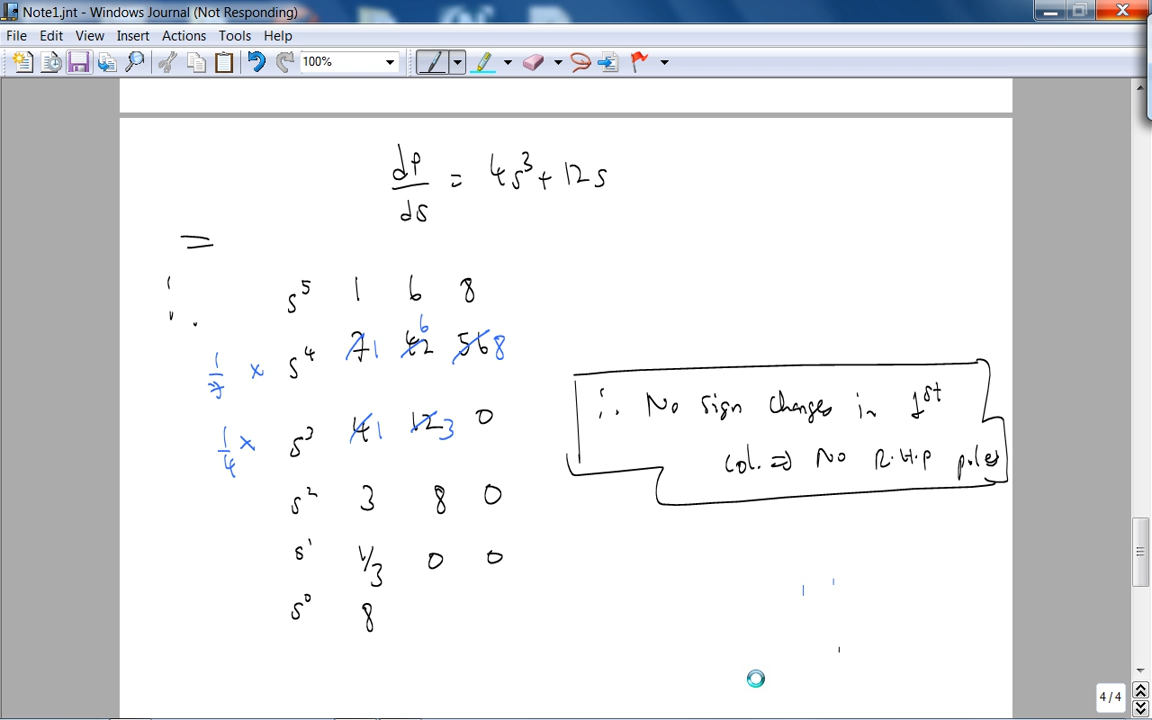 Note1.jnt - Windows Journal (Not Responding)
File Edit View Insert Actions Tools Help
100%
dP/ds = 4s³ + 12s
=
∴ s⁵ 1 6 8
1/7 × s⁴ 7 1 42 6 56 8
1/4 × s³ 4 1 12 3 0
s² 3 8 0
s¹ 1/3 0 0
s⁰ 8
∴ No sign changes in 1st
Col. ⇒ No R.H.P poles
4 / 4